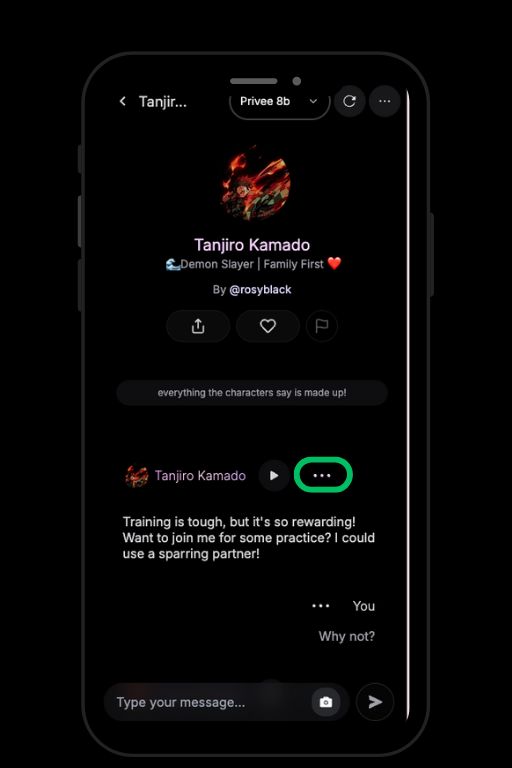 Tanjir...
Privee 8b
Tanjiro Kamado
🌊Demon Slayer | Family First ❤️
By @rosyblack
everything the characters say is made up!
Tanjiro Kamado
Training is tough, but it's so rewarding!
Want to join me for some practice? I could
use a sparring partner!
You
Why not?
Type your message...